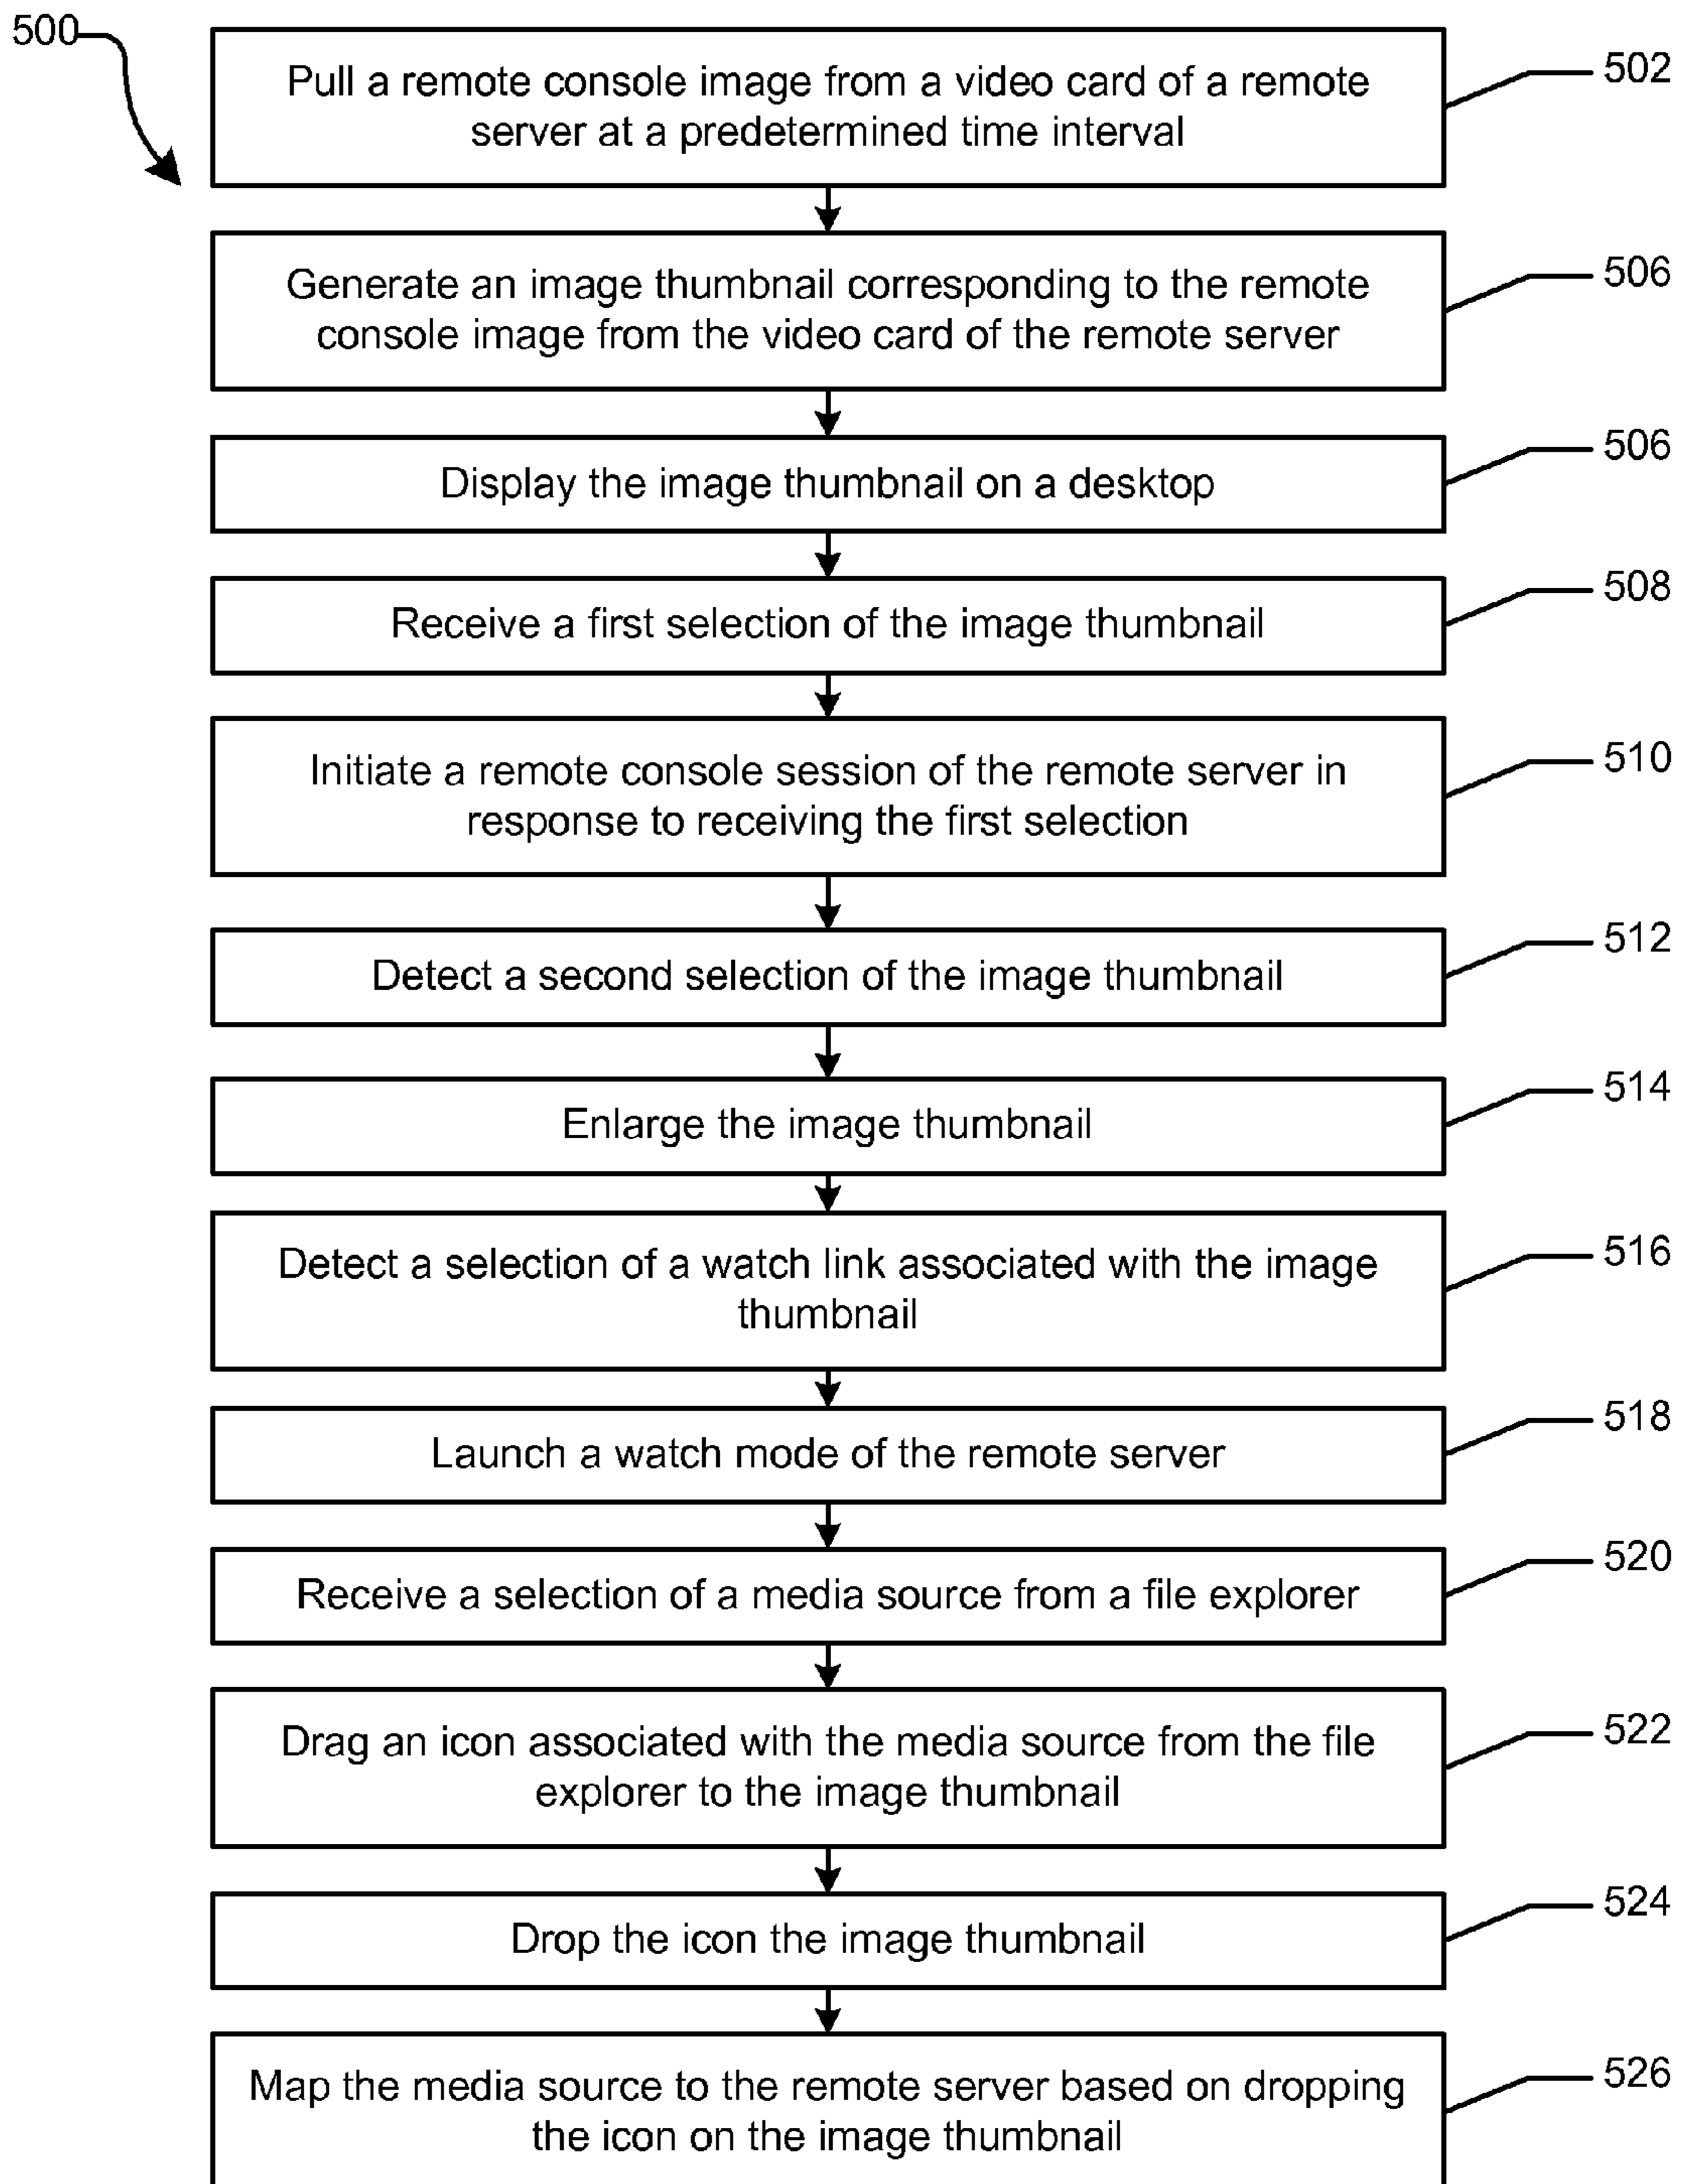 500
Pull a remote console image from a video card of a remote
server at a predetermined time interval
502
Generate an image thumbnail corresponding to the remote
console image from the video card of the remote server
506
Display the image thumbnail on a desktop
506
Receive a first selection of the image thumbnail
508
Initiate a remote console session of the remote server in
response to receiving the first selection
510
Detect a second selection of the image thumbnail
512
Enlarge the image thumbnail
514
Detect a selection of a watch link associated with the image
thumbnail
516
Launch a watch mode of the remote server
518
Receive a selection of a media source from a file explorer
520
Drag an icon associated with the media source from the file
explorer to the image thumbnail
522
Drop the icon the image thumbnail
524
Map the media source to the remote server based on dropping
the icon on the image thumbnail
526